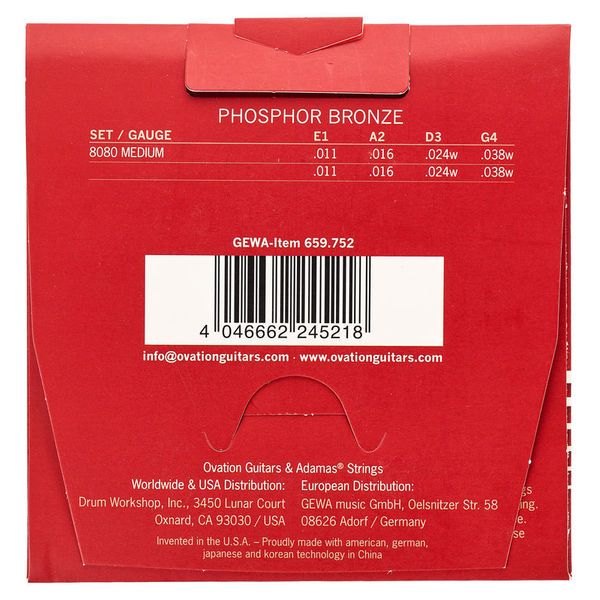 PHOSPHOR BRONZE
SET / GAUGE E1 A2 D3 G4
8080 MEDIUM .011 .016 .024w .038w
.011 .016 .024w .038w
GEWA-Item 659.752
4 046662 245218
info@ovationguitars.com · www.ovationguitars.com
Ovation Guitars & Adamas® Strings
Worldwide & USA Distribution: European Distribution:
Drum Workshop, Inc., 3450 Lunar Court GEWA music GmbH, Oelsnitzer Str. 58
Oxnard, CA 93030 / USA 08626 Adorf / Germany
Invented in the U.S.A. – Proudly made with american, german,
japanese and korean technology in China